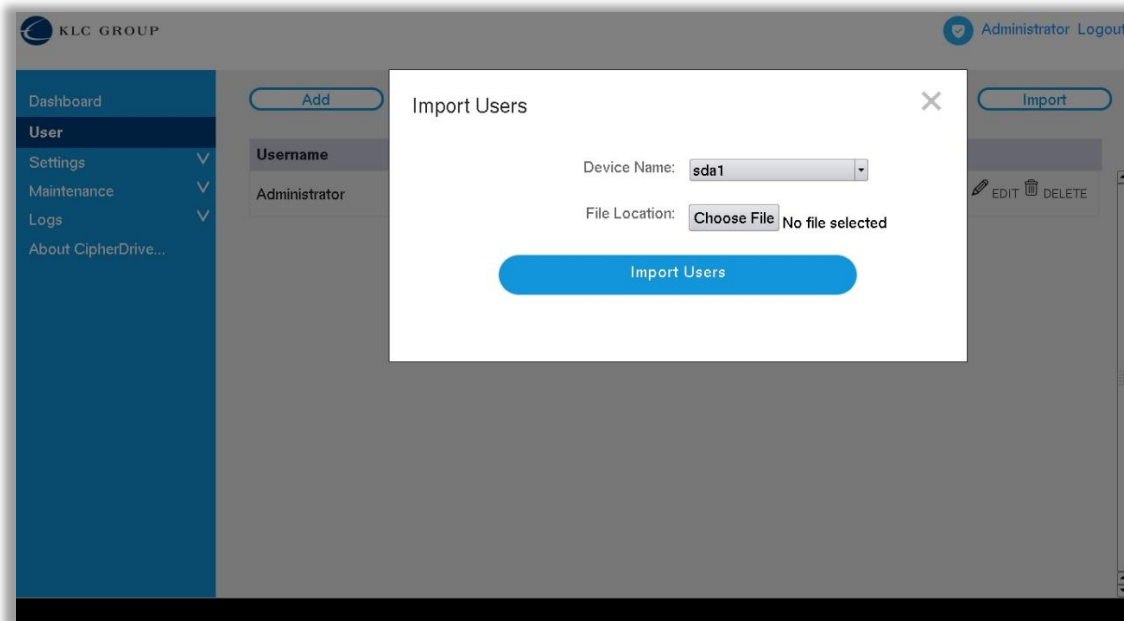 KLC GROUP
Administrator Logout
Dashboard
User
Settings
Maintenance
Logs
About CipherDrive...
Add
Import
Username
Administrator
EDIT DELETE
Import Users
Device Name: sda1
File Location: Choose File No file selected
Import Users